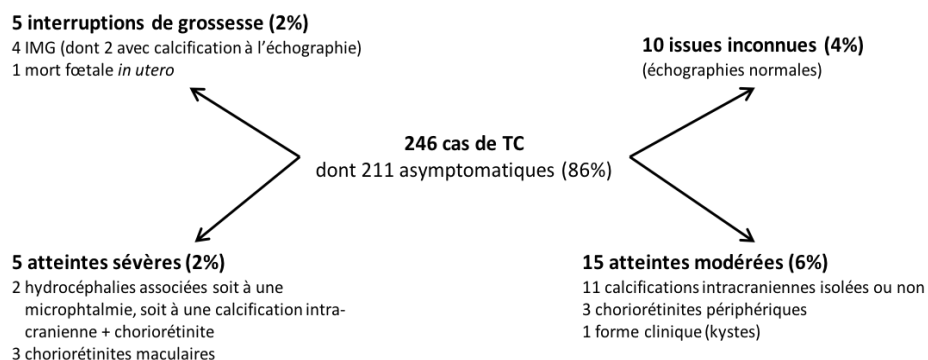 5 interruptions de grossesse (2%)
4 IMG (dont 2 avec calcification à l'échographie)
1 mort fœtale in utero
10 issues inconnues (4%)
(échographies normales)
246 cas de TC
dont 211 asymptomatiques (86%)
5 atteintes sévères (2%)
2 hydrocéphalies associées soit à une
microphtalmie, soit à une calcification intra-
cranienne + choriorétinite
3 choriorétinites maculaires
15 atteintes modérées (6%)
11 calcifications intracraniennes isolées ou non
3 choriorétinites périphériques
1 forme clinique (kystes)